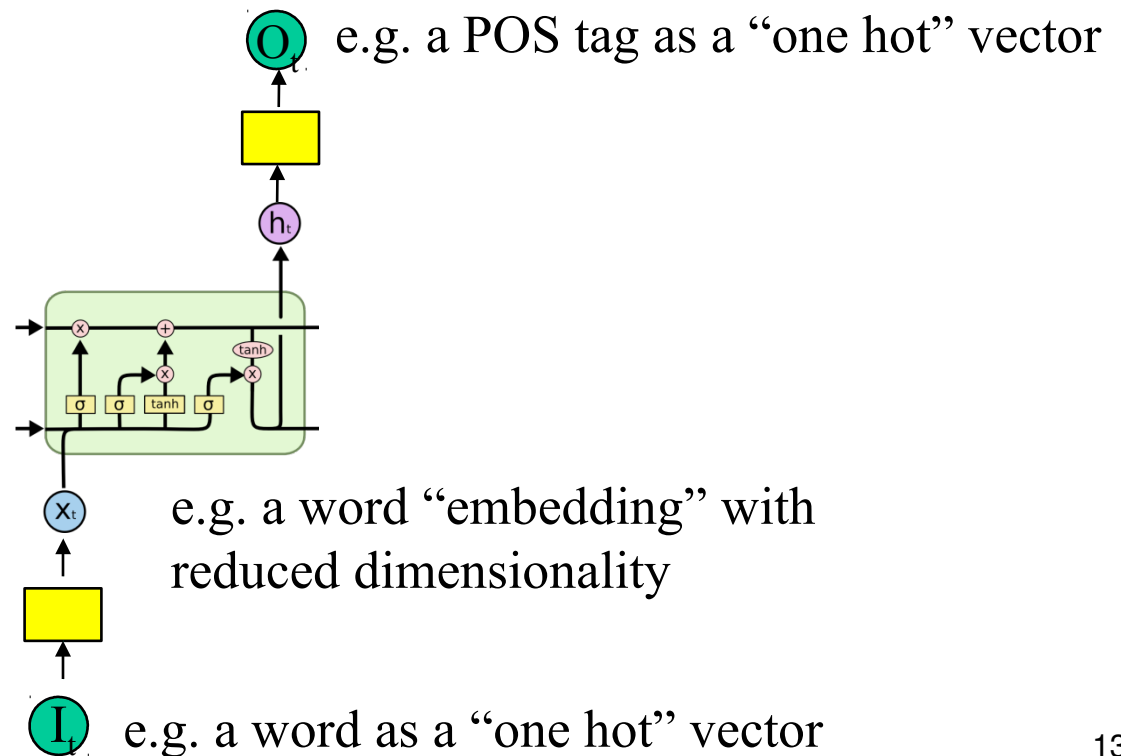 Ot e.g. a POS tag as a “one hot” vector
ht
x +
tanh
x x
σ σ tanh σ
xt e.g. a word “embedding” with
reduced dimensionality
It e.g. a word as a “one hot” vector
13